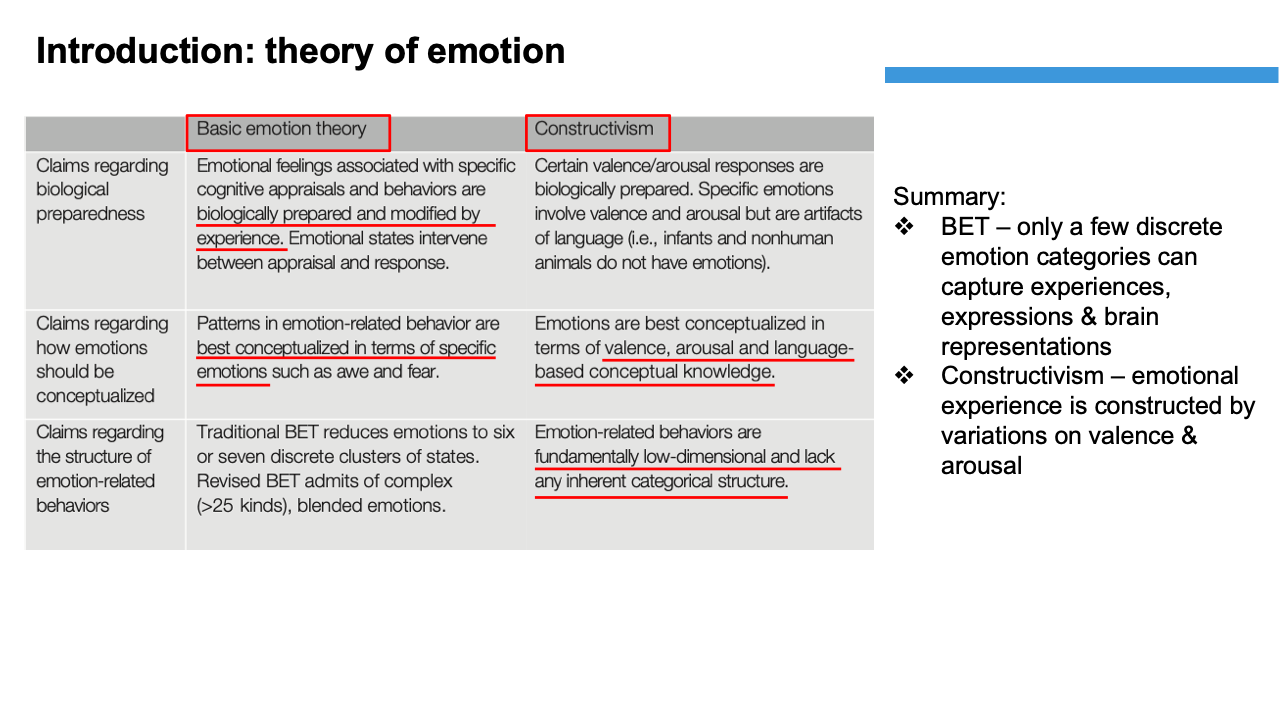 Introduction: theory of emotion
Basic emotion theory
Constructivism
Claims regarding
biological
preparedness
Emotional feelings associated with specific
cognitive appraisals and behaviors are
biologically prepared and modified by
experience. Emotional states intervene
between appraisal and response.
Certain valence/arousal responses are
biologically prepared. Specific emotions
involve valence and arousal but are artifacts
of language (i.e., infants and nonhuman
animals do not have emotions).
Claims regarding
how emotions
should be
conceptualized
Patterns in emotion-related behavior are
best conceptualized in terms of specific
emotions such as awe and fear.
Emotions are best conceptualized in
terms of valence, arousal and language-
based conceptual knowledge.
Claims regarding
the structure of
emotion-related
behaviors
Traditional BET reduces emotions to six
or seven discrete clusters of states.
Revised BET admits of complex
(>25 kinds), blended emotions.
Emotion-related behaviors are
fundamentally low-dimensional and lack
any inherent categorical structure.
Summary:
❖ BET – only a few discrete
emotion categories can
capture experiences,
expressions & brain
representations
❖ Constructivism – emotional
experience is constructed by
variations on valence &
arousal